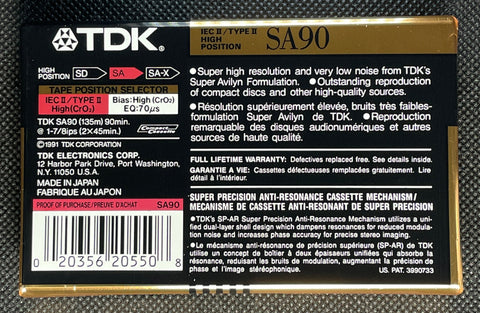 TDK®
IEC II / TYPE II
HIGH
POSITION
SA90
HIGH
POSITION
SD
SA
SA-X
TAPE POSITION SELECTOR
IEC II / TYPE II
High(CrO₂)
Bias: High (CrO₂)
EQ: 70µs
TDK SA90 (135m) 90min.
@ 1-7/8ips (2X45min.)
Compact Cassette
©1991 TDK CORPORATION
TDK ELECTRONICS CORP.
12 Harbor Park Drive, Port Washington,
N.Y. 11050 U.S.A.
MADE IN JAPAN
FABRIQUE AU JAPON
PROOF OF PURCHASE/PREUVE D'ACHAT
SA90
0 20356 20550 8
●Super high resolution and very low noise from TDK's
Super Avilyn Formulation. ●Outstanding reproduction
of compact discs and other high-quality sources.
●Résolution supérieurement élevée, bruits très faibles-
formulation Super Avilyn de TDK. ●Reproduction
remarquable des disques audionumériques et autres
sources de haute qualité.
FULL LIFETIME WARRANTY: Defectives replaced free. See details inside.
GARANTIE A VIE: Cassettes défectueuses remplacées gratuitement. Lire
détail à l'intérieur.
SUPER PRECISION ANTI-RESONANCE CASSETTE MECHANISM/
MECANISME DE CASSETTE ANTI-RESONANT DE SUPER PRECISION
●TDK's SP-AR Super Precision Anti-Resonance Mechanism utilizes a uni-
fied dual-layer shell design which dampens resonances for reduced modula-
tion noise and increases phase accuracy for precise stereo imaging.
●Le mécanisme anti-résonance de précision supérieure (SP-AR) de TDK
utilise un concept de boîtier à deux épaisseurs unifiées qui absorbe les
résonances, réduisant les bruits de modulation, augmentant la précision de
phase et l'image stéréophonique.
US. PAT. 3990733